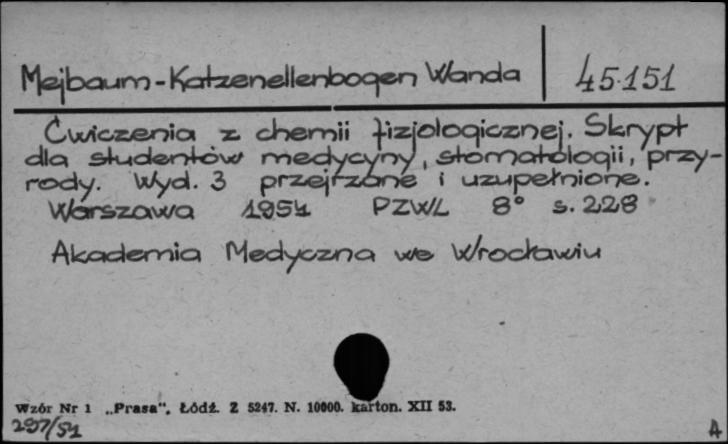 Mejbaum-Katzenellenbogen Wanda 45.151
Ćwiczenia z chemii fizjologicznej. Skrypt
dla studentów medycyny, stomatologii, przy-
rody. Wyd. 3 przejrzane i uzupełnione.
Warszawa 1954 PZWL 8° s. 228
Akademia Medyczna we Wrocławiu
Wzór Nr 1 „Prasa”, Łódź. Z 5247. N. 10000. karton. XII 53.
297/54 A